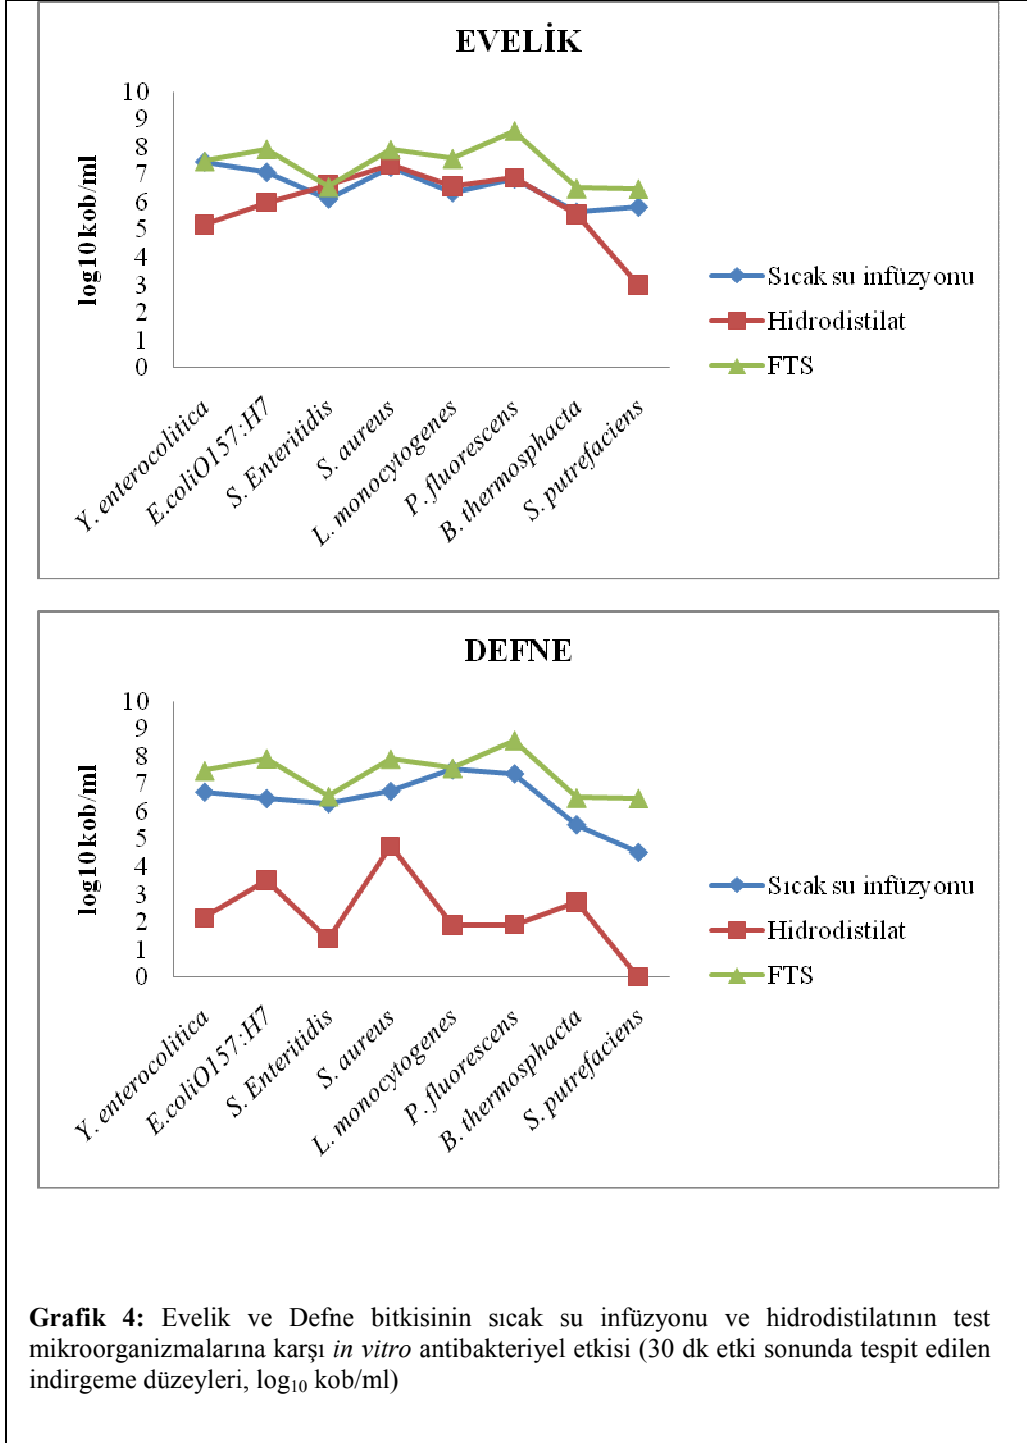 EVELİK
10
9
8
7
6
5
4
3
2
1
0
log10 kob/ml
Y. enterocolitica
E.coliO157:H7
S. Enteritidis
S. aureus
L. monocytogenes
P. fluorescens
B. thermosphacta
S. putrefaciens
Sıcak su infüzyonu
Hidrodistilat
FTS
DEFNE
10
9
8
7
6
5
4
3
2
1
0
log10 kob/ml
Y. enterocolitica
E.coliO157:H7
S. Enteritidis
S. aureus
L. monocytogenes
P. fluorescens
B. thermosphacta
S. putrefaciens
Sıcak su infüzyonu
Hidrodistilat
FTS
Grafik 4: Evelik ve Defne bitkisinin sıcak su infüzyonu ve hidrodistilatının test
mikroorganizmalarına karşı in vitro antibakteriyel etkisi (30 dk etki sonunda tespit edilen
indirgeme düzeyleri, log₁₀ kob/ml)